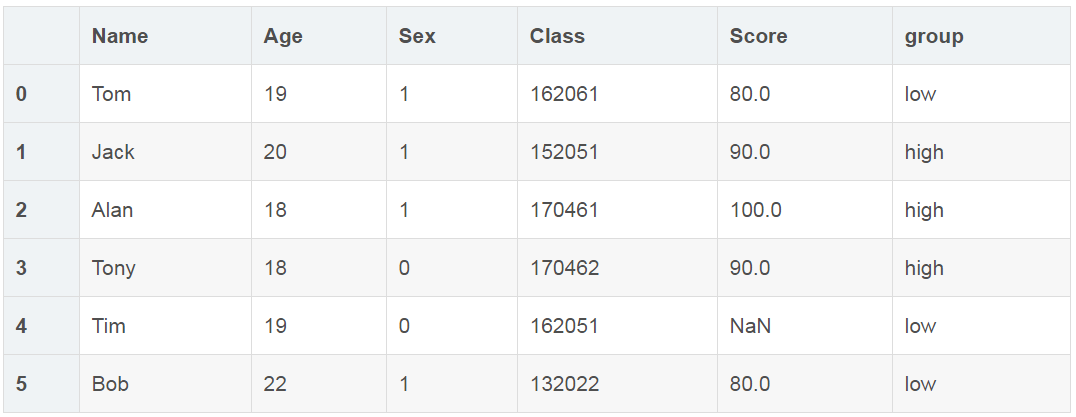 Name Age Sex Class Score group
0 Tom 19 1 162061 80.0 low
1 Jack 20 1 152051 90.0 high
2 Alan 18 1 170461 100.0 high
3 Tony 18 0 170462 90.0 high
4 Tim 19 0 162051 NaN low
5 Bob 22 1 132022 80.0 low